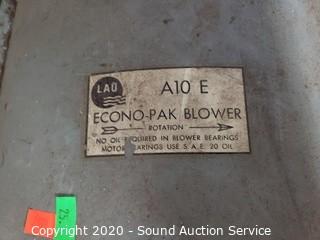 LAU
A10 E
ECONO-PAK BLOWER
ROTATION
NO OIL REQUIRED IN BLOWER BEARINGS
MOTOR BEARINGS USE S.A.E. 20 OIL
25
Copyright © 2020 - Sound Auction Service